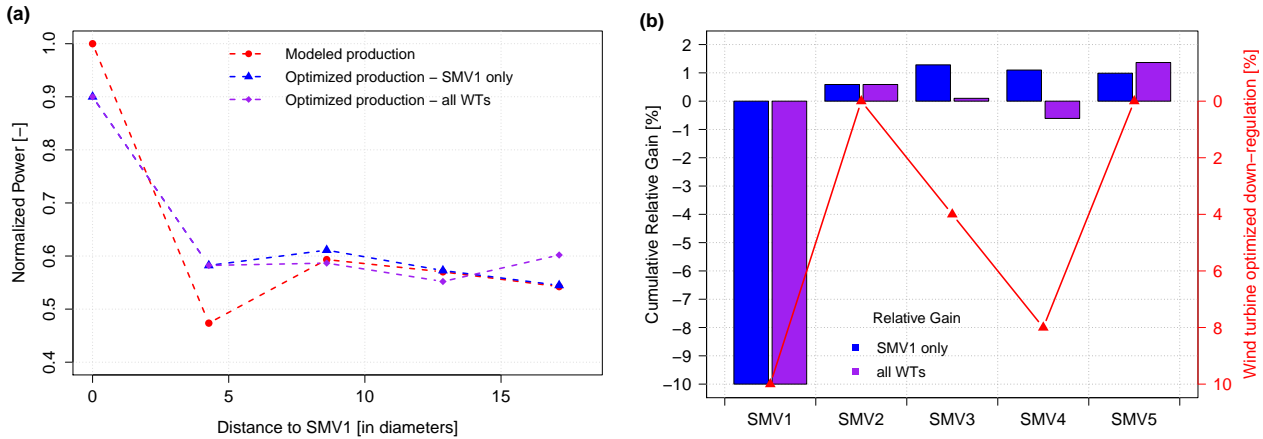 (a)
Normalized Power [−]
1.0
0.9
0.8
0.7
0.6
0.5
0.4
Modeled production
Optimized production − SMV1 only
Optimized production − all WTs
0
5
10
15
Distance to SMV1 [in diameters]
(b)
Cumulative Relative Gain [%]
2
1
0
−1
−2
−3
−4
−5
−6
−7
−8
−9
−10
Relative Gain
SMV1 only
all WTs
SMV1
SMV2
SMV3
SMV4
SMV5
0
2
4
6
8
10
Wind turbine optimized down−regulation [%]